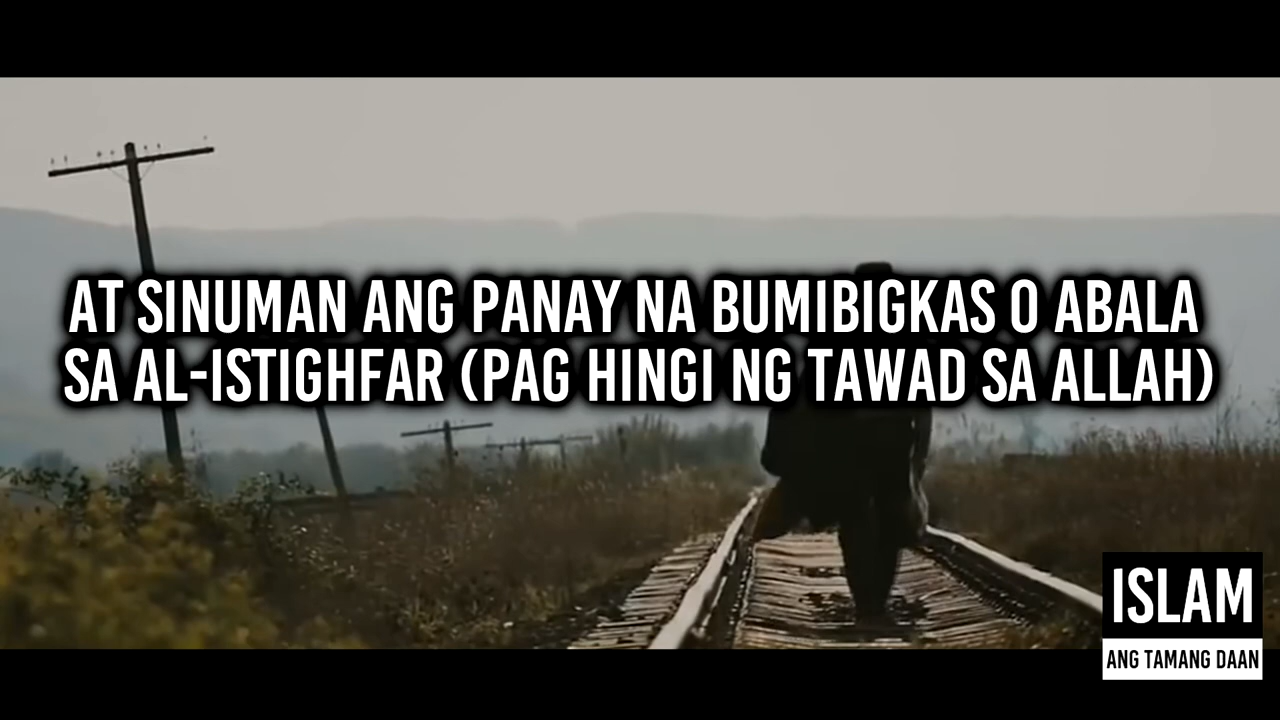 AT SINUMAN ANG PANAY NA BUMIBIGKAS O ABALA
SA AL-ISTIGHFAR (PAG HINGI NG TAWAD SA ALLAH)
ISLAM
ANG TAMANG DAAN